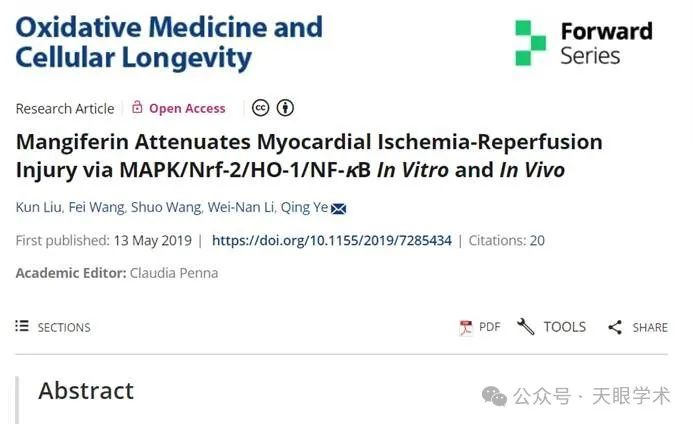 Oxidative Medicine and
Cellular Longevity
Forward
Series
Research Article | Open Access
Mangiferin Attenuates Myocardial Ischemia-Reperfusion
Injury via MAPK/Nrf-2/HO-1/NF-κB In Vitro and In Vivo
Kun Liu, Fei Wang, Shuo Wang, Wei-Nan Li, Qing Ye
First published: 13 May 2019 | https://doi.org/10.1155/2019/7285434 | Citations: 20
Academic Editor: Claudia Penna
SECTIONS PDF TOOLS SHARE
Abstract
公众号 · 天眼学术